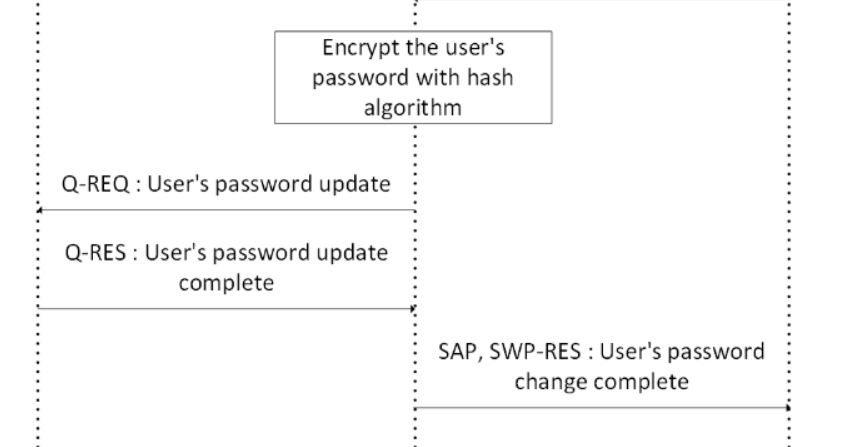 Encrypt the user's
password with hash
algorithm
Q-REQ : User's password update
Q-RES : User's password update
complete
SAP, SWP-RES : User's password
change complete